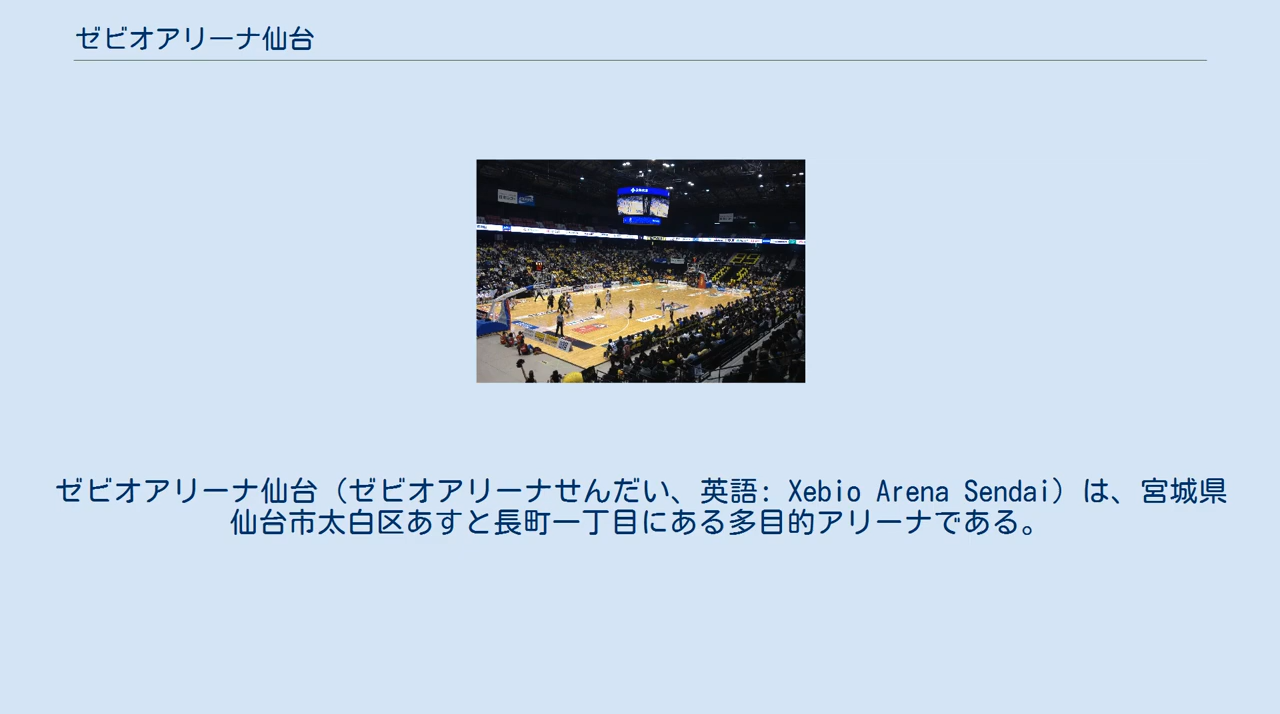 ゼビオアリーナ仙台
ゼビオアリーナ仙台（ゼビオアリーナせんだい、英語: Xebio Arena Sendai）は、宮城県
仙台市太白区あすと長町一丁目にある多目的アリーナである。